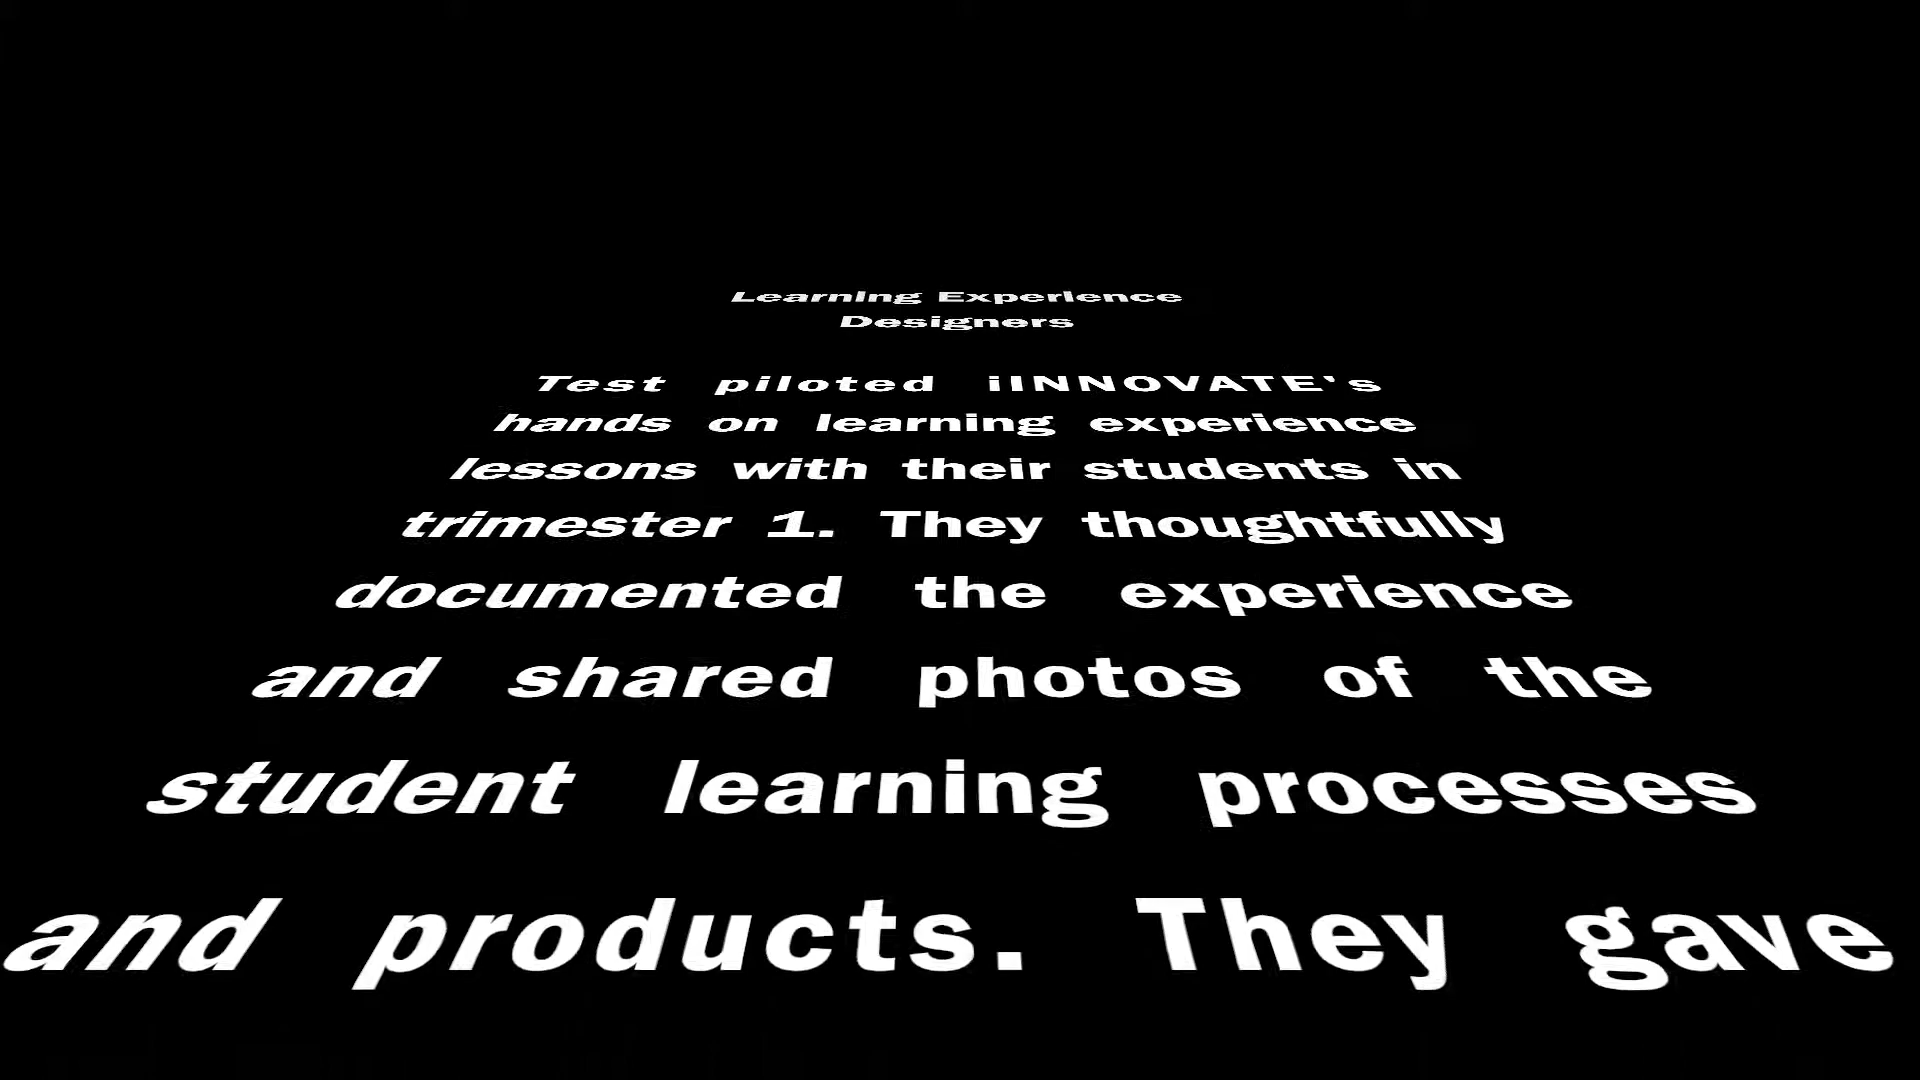 Learning Experience
Designers
Test piloted iINNOVATE's
hands on learning experience
lessons with their students in
trimester 1. They thoughtfully
documented the experience
and shared photos of the
student learning processes
and products. They gave